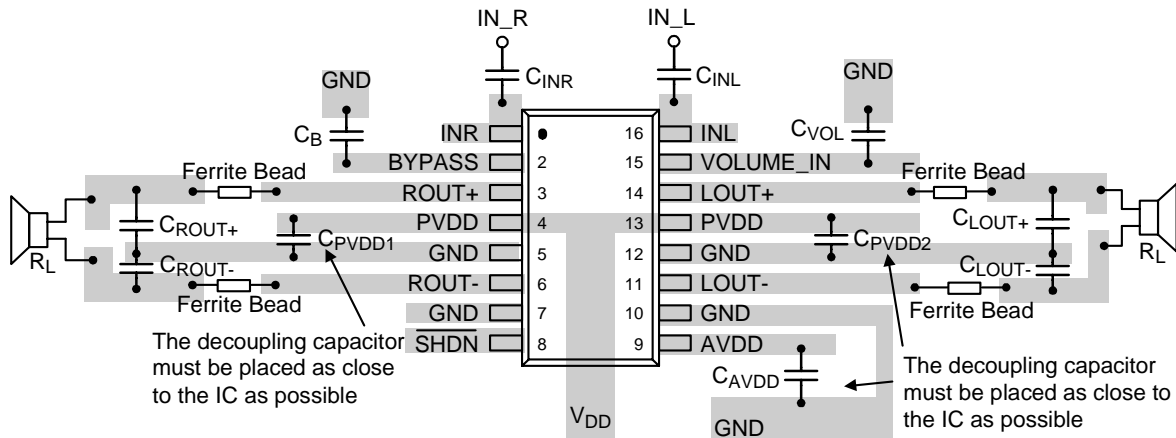 IN_R
IN_L
GND
C_INR
C_INL
GND
C_B
INR
16
INL
C_VOL
BYPASS
2
15
VOLUME_IN
Ferrite Bead
ROUT+
3
14
LOUT+
Ferrite Bead
C_ROUT+
PVDD
4
13
PVDD
C_LOUT+
C_PVDD1
C_PVDD2
R_L
C_ROUT-
GND
5
12
GND
C_LOUT-
R_L
ROUT-
6
11
LOUT-
Ferrite Bead
Ferrite Bead
GND
7
10
GND
SHDN
8
9
AVDD
The decoupling capacitor
must be placed as close
to the IC as possible
C_AVDD
The decoupling capacitor
must be placed as close to
the IC as possible
V_DD
GND